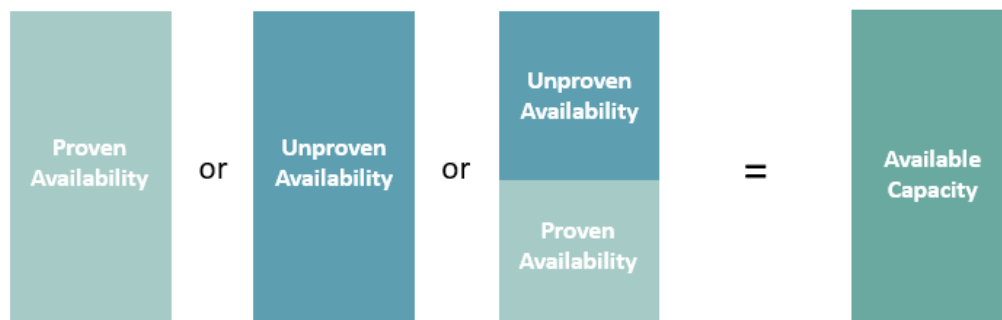 Proven
Availability
or
Unproven
Availability
or
Unproven
Availability
Proven
Availability
=
Available
Capacity